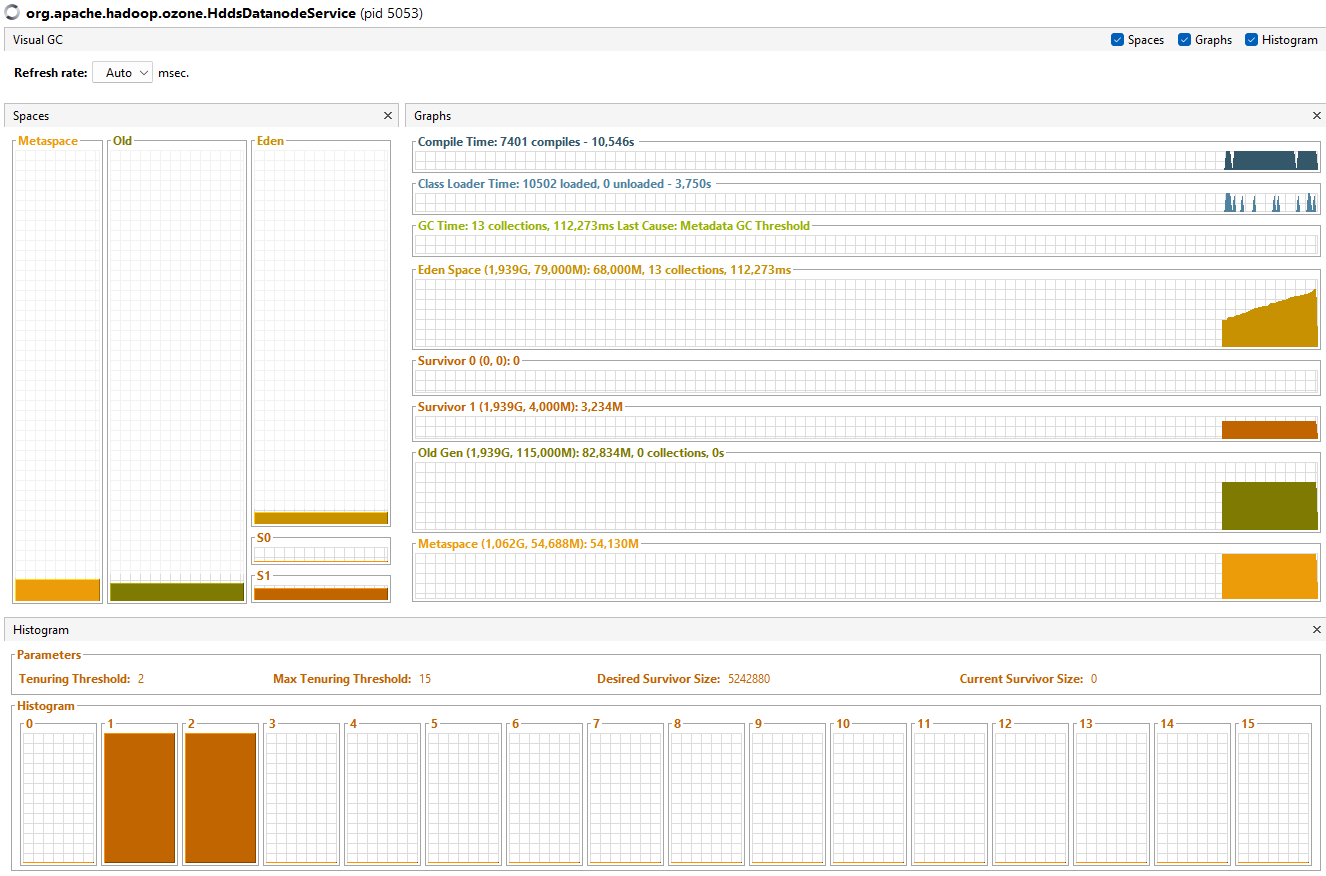 org.apache.hadoop.ozone.HddsDatanodeService (pid 5053)
Visual GC
Spaces Graphs Histogram
Refresh rate: Auto msec.
Spaces
Metaspace Old Eden
S0
S1
Graphs
Compile Time: 7401 compiles - 10,546s
Class Loader Time: 10502 loaded, 0 unloaded - 3,750s
GC Time: 13 collections, 112,273ms Last Cause: Metadata GC Threshold
Eden Space (1,939G, 79,000M): 68,000M, 13 collections, 112,273ms
Survivor 0 (0, 0): 0
Survivor 1 (1,939G, 4,000M): 3,234M
Old Gen (1,939G, 115,000M): 82,834M, 0 collections, 0s
Metaspace (1,062G, 54,688M): 54,130M
Histogram
Parameters
Tenuring Threshold: 2 Max Tenuring Threshold: 15 Desired Survivor Size: 5242880 Current Survivor Size: 0
Histogram
0 1 2 3 4 5 6 7 8 9 10 11 12 13 14 15